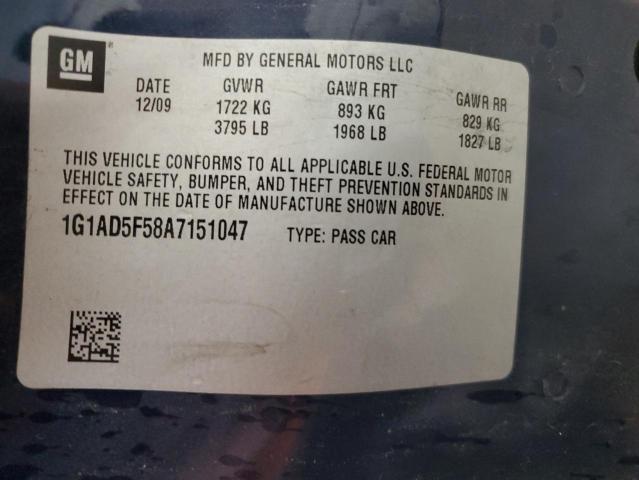 GM ®
MFD BY GENERAL MOTORS LLC
DATE GVWR GAWR FRT GAWR RR
12/09 1722 KG 893 KG 829 KG
3795 LB 1968 LB 1827 LB
THIS VEHICLE CONFORMS TO ALL APPLICABLE U.S. FEDERAL MOTOR
VEHICLE SAFETY, BUMPER, AND THEFT PREVENTION STANDARDS IN
EFFECT ON THE DATE OF MANUFACTURE SHOWN ABOVE.
1G1AD5F58A7151047 TYPE: PASS CAR